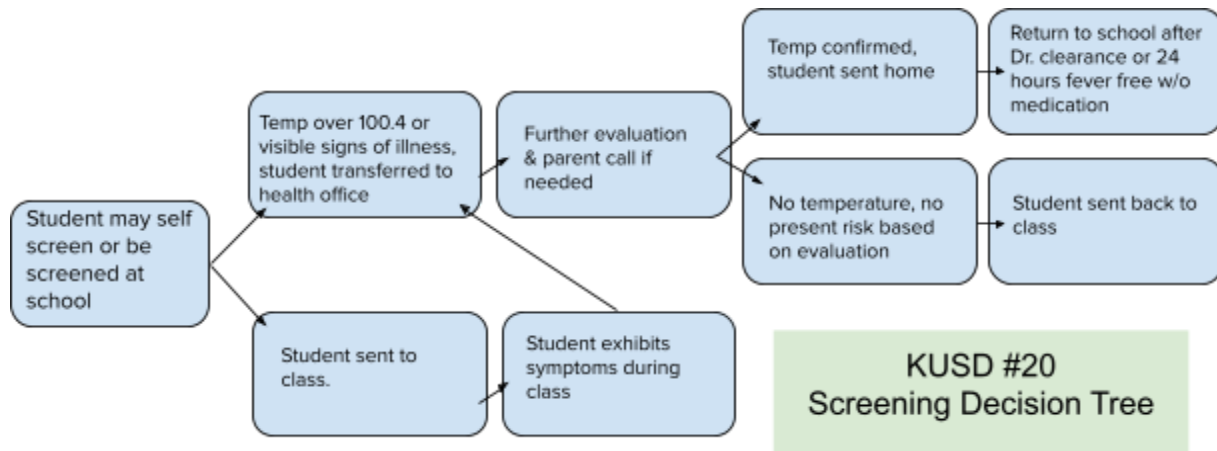 Student may self
screen or be
screened at
school
Temp over 100.4 or
visible signs of illness,
student transferred to
health office
Further evaluation
& parent call if
needed
Temp confirmed,
student sent home
Return to school after
Dr. clearance or 24
hours fever free w/o
medication
No temperature, no
present risk based
on evaluation
Student sent back to
class
Student sent to
class.
Student exhibits
symptoms during
class
KUSD #20
Screening Decision Tree